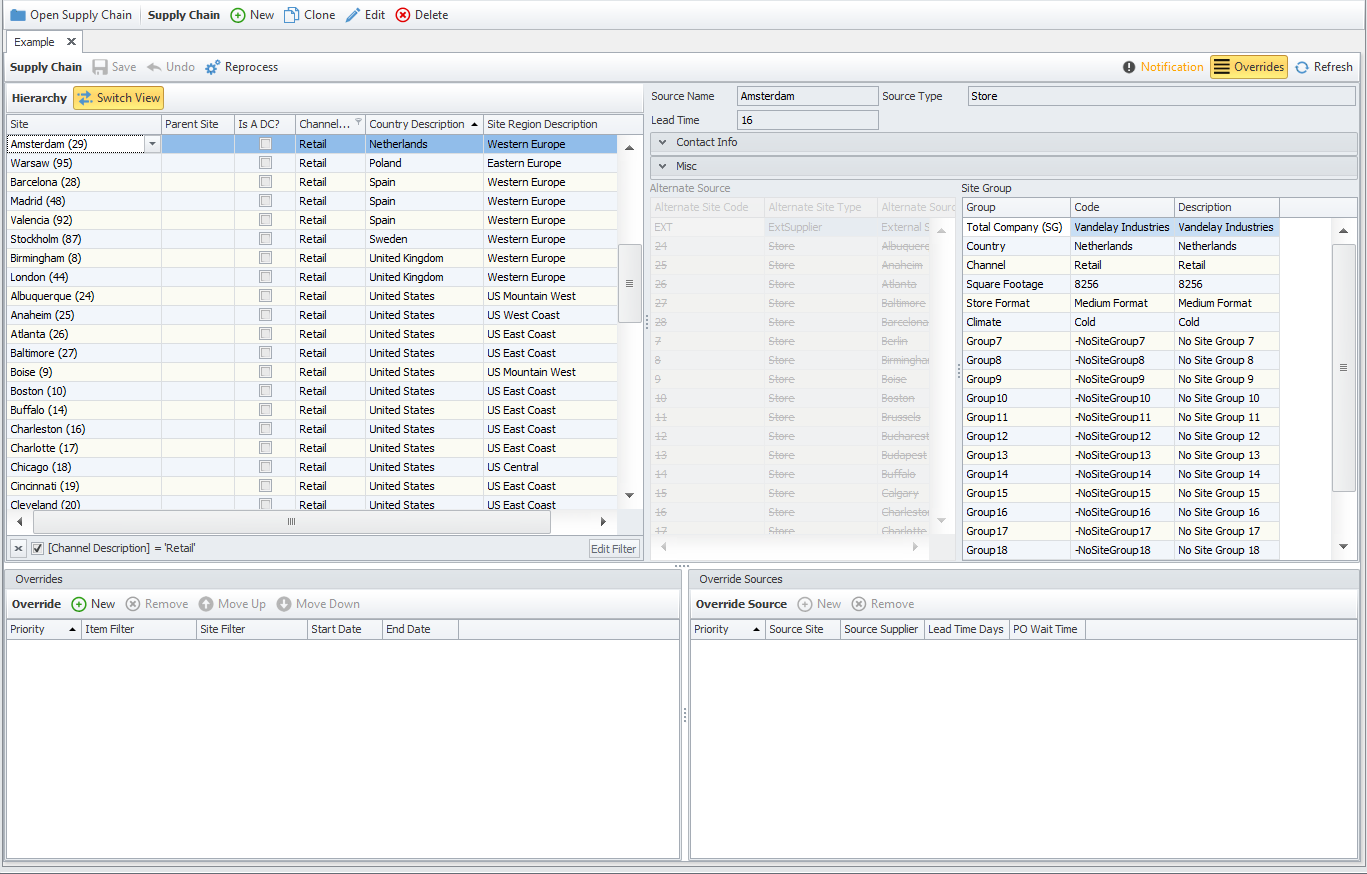 Open Supply Chain Supply Chain New Clone Edit Delete
Example
Supply Chain Save Undo Reprocess Notification Overrides Refresh
Hierarchy Switch View
Site Parent Site Is A DC? Channel... Country Description Site Region Description
Amsterdam (29) Retail Netherlands Western Europe
Warsaw (95) Retail Poland Eastern Europe
Barcelona (28) Retail Spain Western Europe
Madrid (48) Retail Spain Western Europe
Valencia (92) Retail Spain Western Europe
Stockholm (87) Retail Sweden Western Europe
Birmingham (8) Retail United Kingdom Western Europe
London (44) Retail United Kingdom Western Europe
Albuquerque (24) Retail United States US Mountain West
Anaheim (25) Retail United States US West Coast
Atlanta (26) Retail United States US East Coast
Baltimore (27) Retail United States US East Coast
Boise (9) Retail United States US Mountain West
Boston (10) Retail United States US East Coast
Buffalo (14) Retail United States US East Coast
Charleston (16) Retail United States US East Coast
Charlotte (17) Retail United States US East Coast
Chicago (18) Retail United States US Central
Cincinnati (19) Retail United States US East Coast
Cleveland (20) Retail United States US East Coast
[Channel Description] = 'Retail' Edit Filter
Source Name Amsterdam Source Type Store
Lead Time 16
Contact Info
Misc
Alternate Source
Alternate Site Code Alternate Site Type Alternate Sourc
EXT ExtSupplier External S
24 Store Albuquerq
25 Store Anaheim
26 Store Atlanta
27 Store Baltimore
28 Store Barcelona
7 Store Berlin
8 Store Birmingha
9 Store Boise
10 Store Boston
11 Store Brussels
12 Store Bucharest
13 Store Budapest
14 Store Buffalo
15 Store Calgary
16 Store Charlesto
17 Store Charlotte
Site Group
Group Code Description
Total Company (SG) Vandelay Industries Vandelay Industries
Country Netherlands Netherlands
Channel Retail Retail
Square Footage 8256 8256
Store Format Medium Format Medium Format
Climate Cold Cold
Group7 -NoSiteGroup7 No Site Group 7
Group8 -NoSiteGroup8 No Site Group 8
Group9 -NoSiteGroup9 No Site Group 9
Group10 -NoSiteGroup10 No Site Group 10
Group11 -NoSiteGroup11 No Site Group 11
Group12 -NoSiteGroup12 No Site Group 12
Group13 -NoSiteGroup13 No Site Group 13
Group14 -NoSiteGroup14 No Site Group 14
Group15 -NoSiteGroup15 No Site Group 15
Group16 -NoSiteGroup16 No Site Group 16
Group17 -NoSiteGroup17 No Site Group 17
Group18 -NoSiteGroup18 No Site Group 18
Overrides
Override New Remove Move Up Move Down
Priority Item Filter Site Filter Start Date End Date
Override Sources
Override Source New Remove
Priority Source Site Source Supplier Lead Time Days PO Wait Time